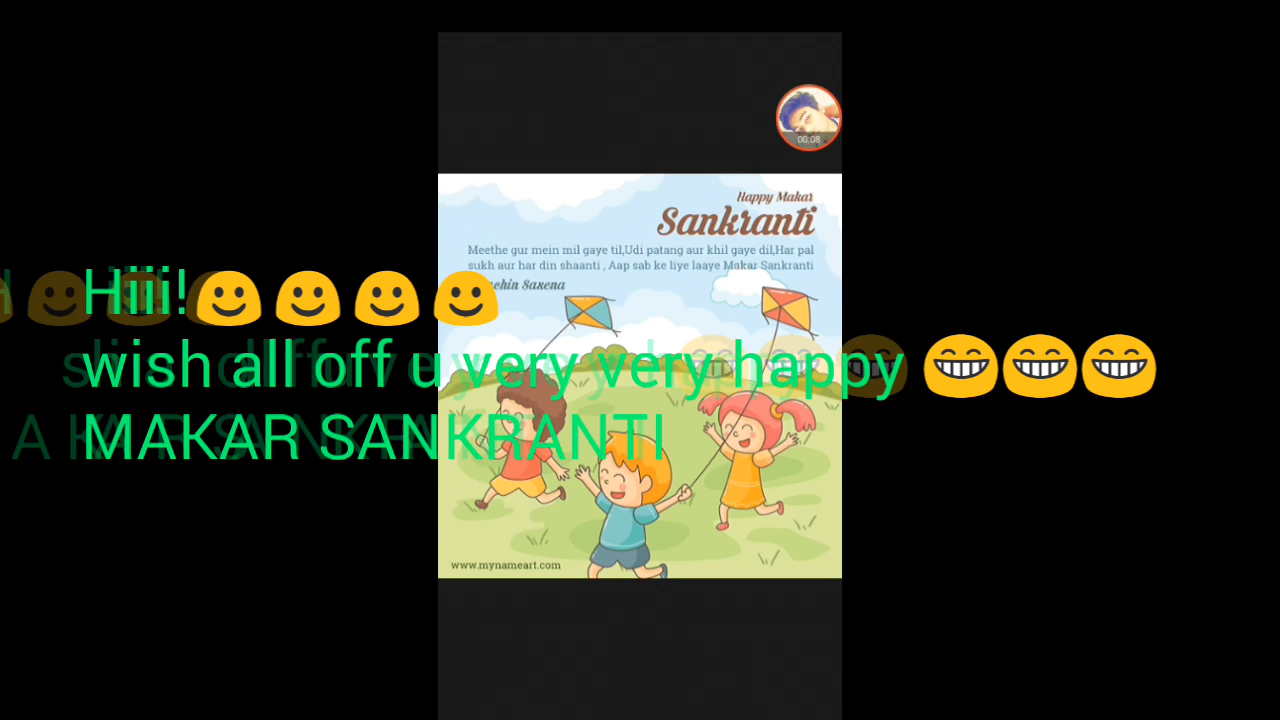 00:08
Happy Makar
Sankranti
Meethe gur mein mil gaye til,Udi patang aur khil gaye dil,Har pal
sukh aur har din shaanti , Aap sab ke liye laaye Makar Sankranti
Saxena
Hiii!😃😃😃😃
wish all off u very very happy 😁😁😁
MAKAR SANKRANTI
www.mynameart.com